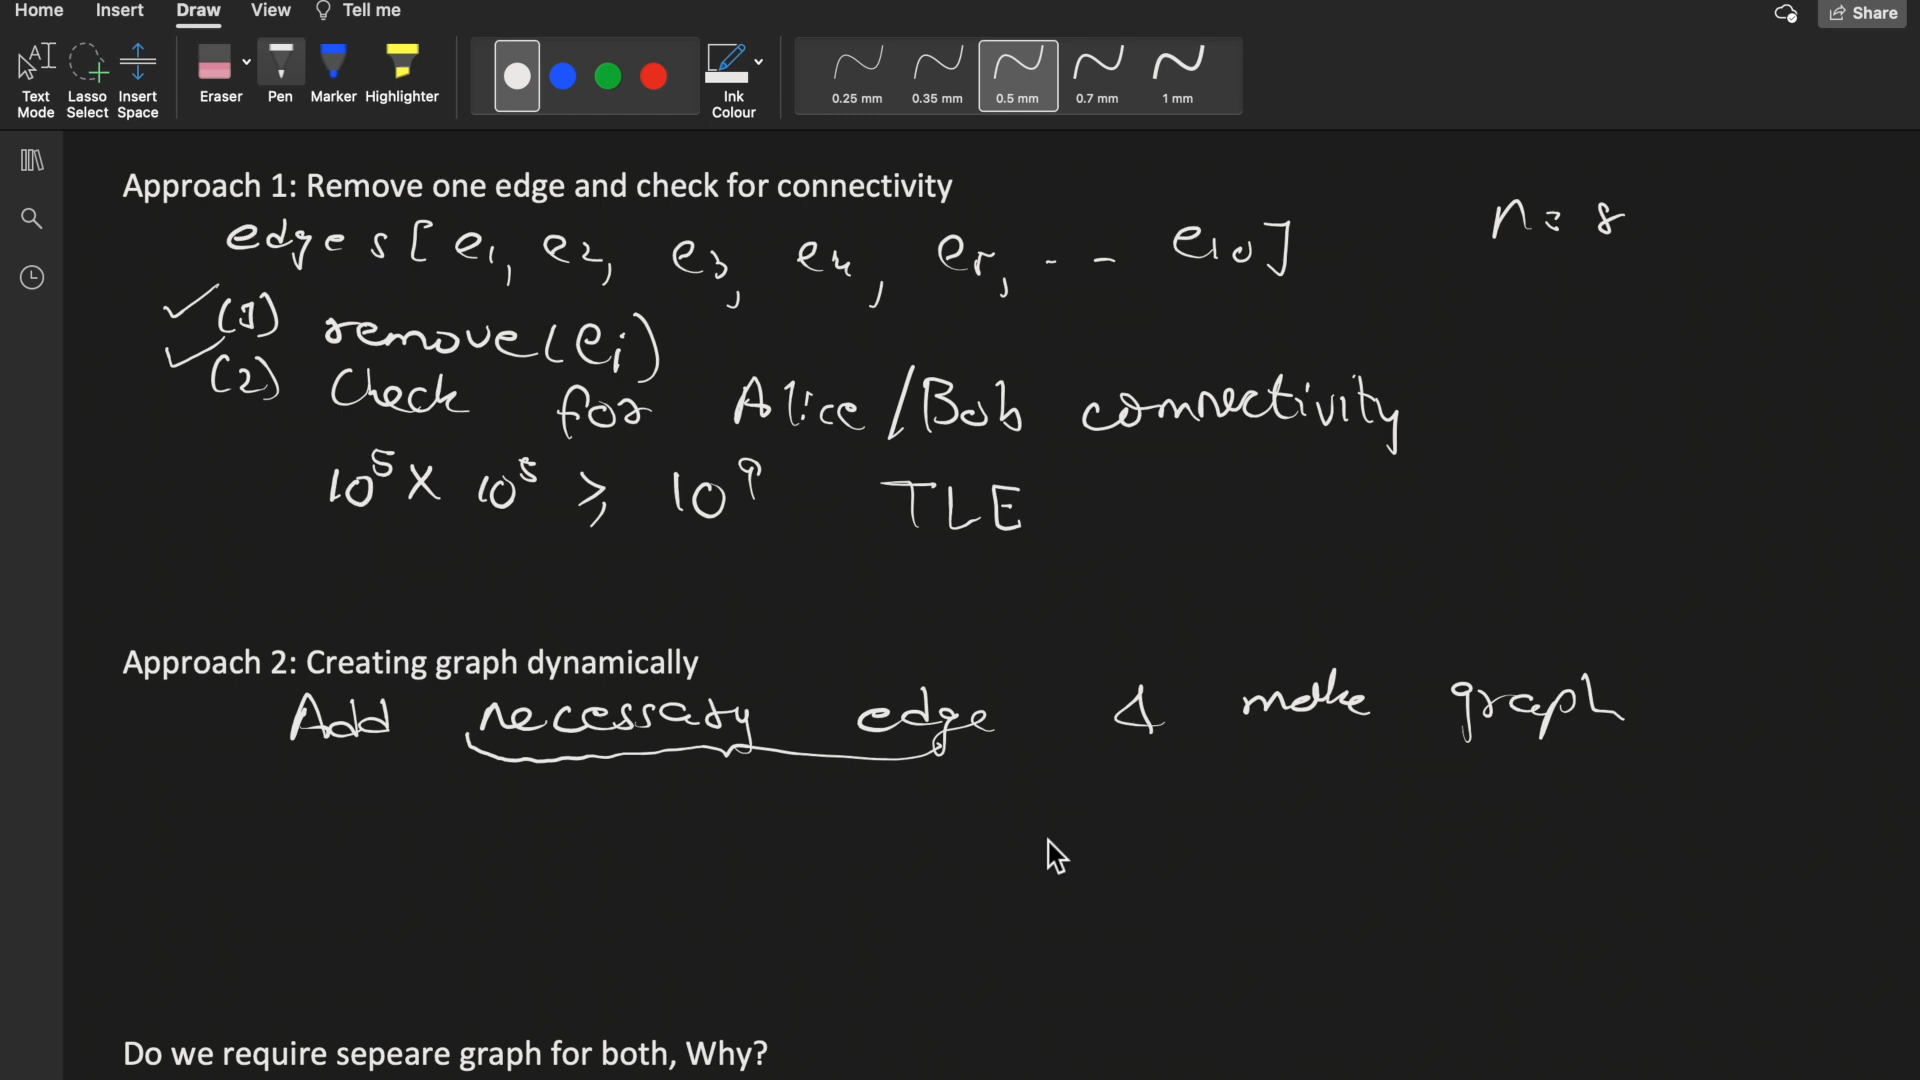 Home Insert Draw View Tell me Share
Text Mode Lasso Select Insert Space Eraser Pen Marker Highlighter Ink Colour 0.25 mm 0.35 mm 0.5 mm 0.7 mm 1 mm
Approach 1: Remove one edge and check for connectivity
n = 8
edges [ e1, e2, e3, e4, e5, - - e10 ]
(1) remove(ei)
(2) Check for Alice/Bob connectivity
10^5 X 10^5 ⩾ 10^9 TLE
Approach 2: Creating graph dynamically
Add necessary edge & make graph
Do we require sepeare graph for both, Why?